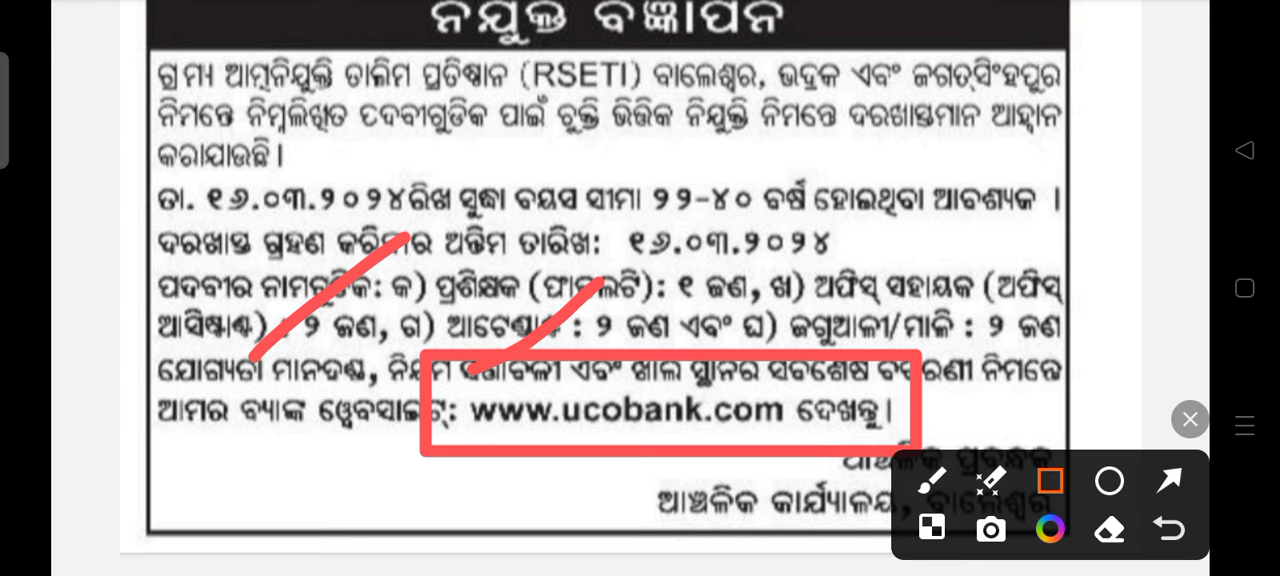 ନିଯୁକ୍ତି ବିଜ୍ଞାପନ
ଗ୍ରାମ୍ୟ ଆତ୍ମନିଯୁକ୍ତି ତାଲିମ ପ୍ରତିଷ୍ଠାନ (RSETI) ବାଲେଶ୍ୱର, ଭଦ୍ରକ ଏବଂ ଜଗତ୍‌ସିଂହପୁର
ନିମନ୍ତେ ନିମ୍ନଲିଖିତ ପଦବୀଗୁଡିକ ପାଇଁ ଚୁକ୍ତି ଭିତ୍ତିକ ନିଯୁକ୍ତି ନିମନ୍ତେ ଦରଖାସ୍ତମାନ ଆହ୍ୱାନ
କରାଯାଉଛି।
ତା. ୧୬.୦୩.୨୦୨୪ରିଖ ସୁଦ୍ଧା ବୟସ ସୀମା ୨୨-୪୦ ବର୍ଷ ହୋଇଥିବା ଆବଶ୍ୟକ ।
ଦରଖାସ୍ତ ଗ୍ରହଣ କରିବାର ଅନ୍ତିମ ତାରିଖ: ୧୬.୦୩.୨୦୨୪
ପଦବୀର ନାମଗୁଡିକ: କ) ପ୍ରଶିକ୍ଷକ (ଫାକଲଟି): ୧ ଜଣ, ଖ) ଅଫିସ୍ ସହାୟକ (ଅଫିସ୍
ଆସିଷ୍ଟାଣ୍ଟ) : ୨ ଜଣ, ଗ) ଆଟେଣ୍ଡାଣ୍ଟ : ୨ ଜଣ ଏବଂ ଘ) ଜଗୁଆଳୀ/ମାଳି : ୨ ଜଣ
ଯୋଗ୍ୟତା ମାନଦଣ୍ଡ, ନିୟମ ସର୍ତ୍ତାବଳୀ ଏବଂ ଖାଲି ସ୍ଥାନର ସବିଶେଷ ବିବରଣୀ ନିମନ୍ତେ
ଆମର ବ୍ୟାଙ୍କ ୱେବସାଇଟ୍: www.ucobank.com ଦେଖନ୍ତୁ।
ଆଞ୍ଚଳିକ ପ୍ରବନ୍ଧକ
ଆଞ୍ଚଳିକ କାର୍ଯ୍ୟାଳୟ, ବାଲେଶ୍ୱର